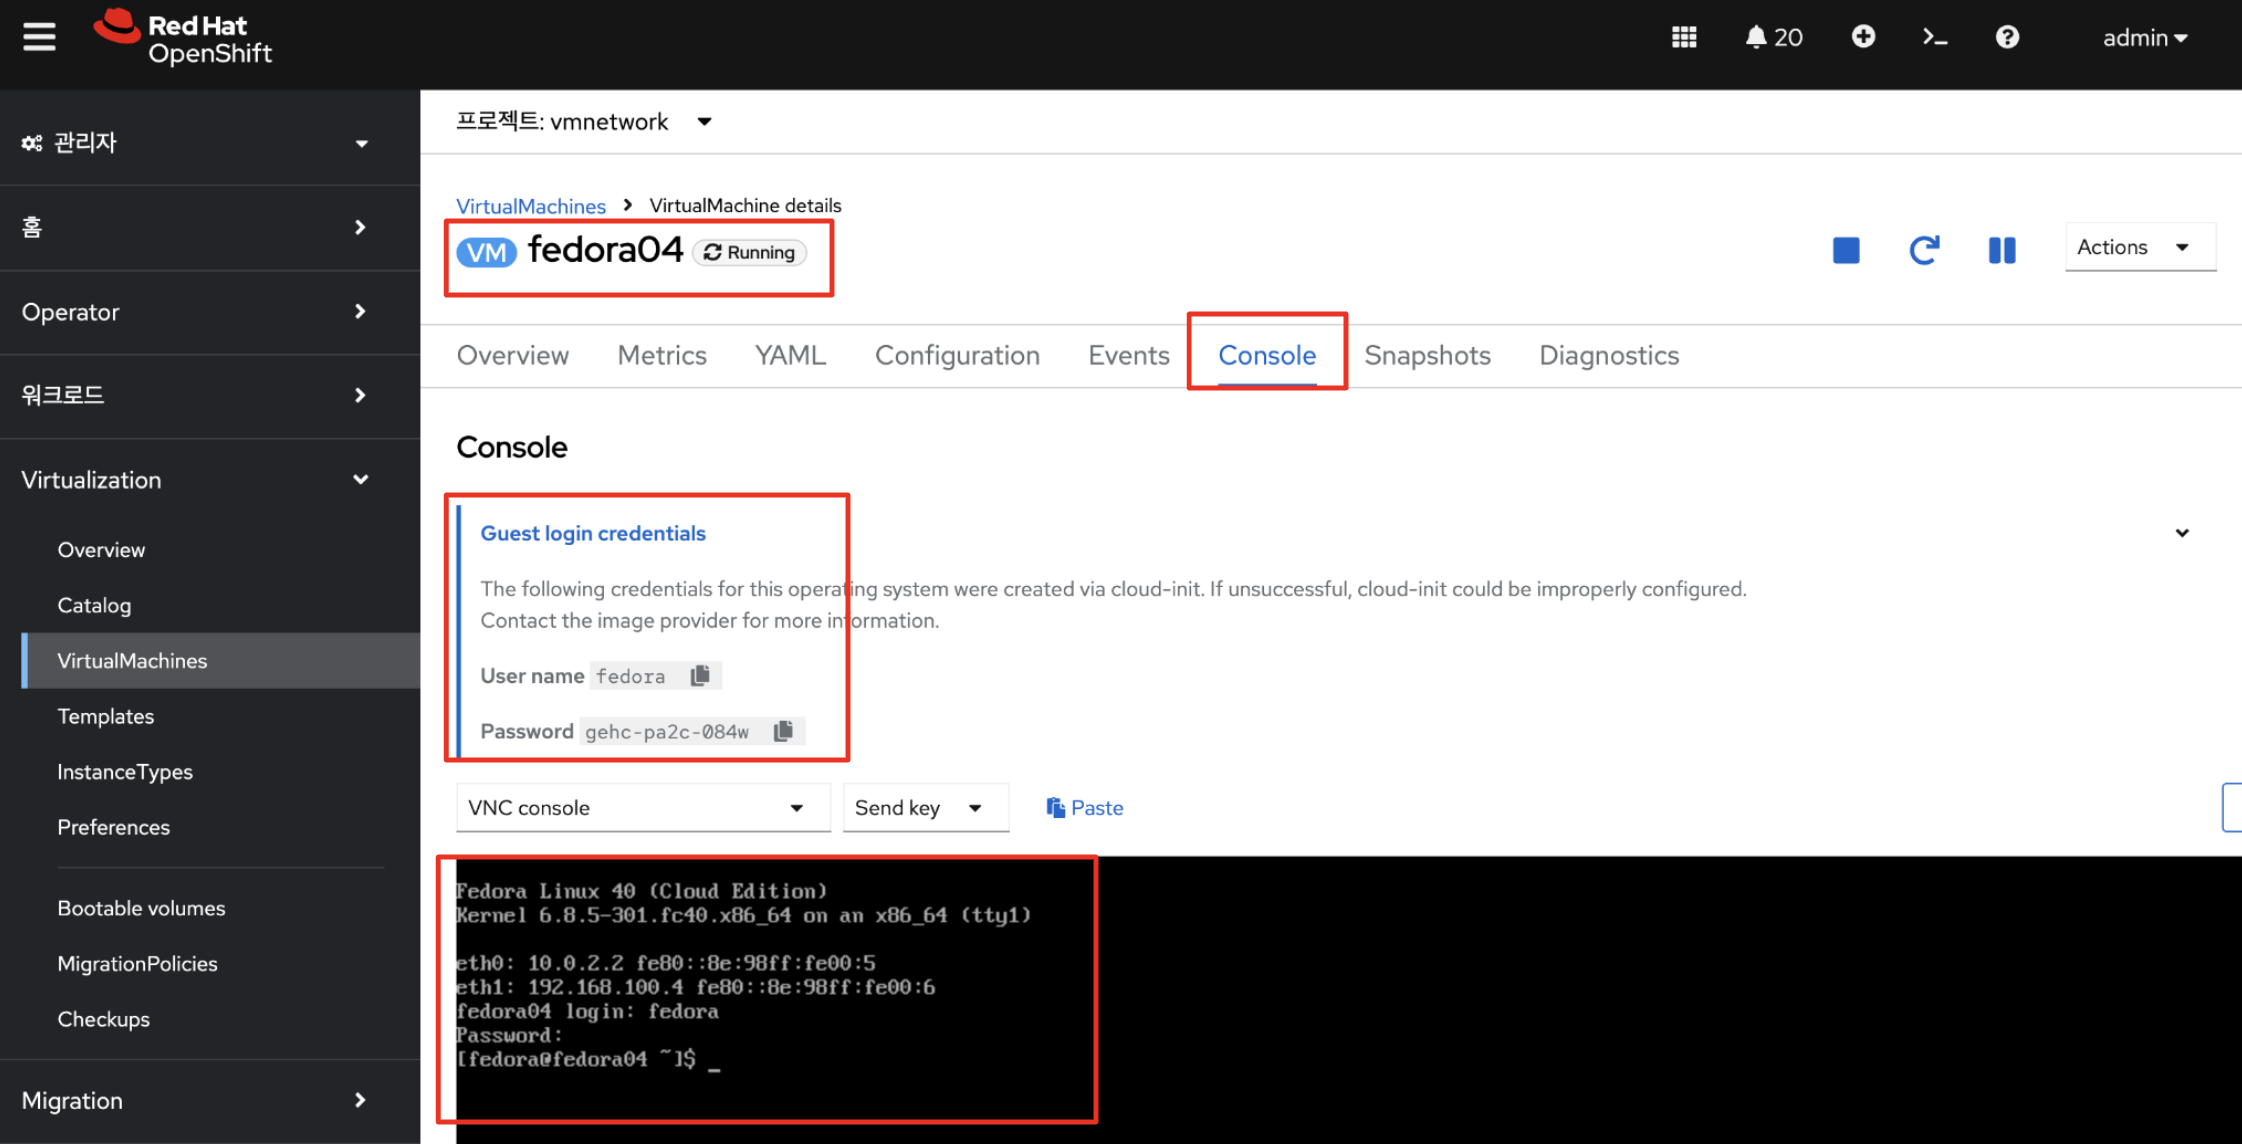 Red Hat
OpenShift
20
admin
관리자
홈
Operator
워크로드
Virtualization
Overview
Catalog
VirtualMachines
Templates
InstanceTypes
Preferences
Bootable volumes
MigrationPolicies
Checkups
Migration
프로젝트: vmnetwork
VirtualMachines > VirtualMachine details
VM fedora04 Running
Actions
Overview Metrics YAML Configuration Events Console Snapshots Diagnostics
Console
Guest login credentials
The following credentials for this operating system were created via cloud-init. If unsuccessful, cloud-init could be improperly configured.
Contact the image provider for more information.
User name fedora
Password gehc-pa2c-084w
VNC console Send key Paste
Fedora Linux 40 (Cloud Edition)
Kernel 6.8.5-301.fc40.x86_64 on an x86_64 (tty1)
eth0: 10.0.2.2 fe80::8e:98ff:fe00:5
eth1: 192.168.100.4 fe80::8e:98ff:fe00:6
fedora04 login: fedora
Password:
[fedora@fedora04 ~]$ _